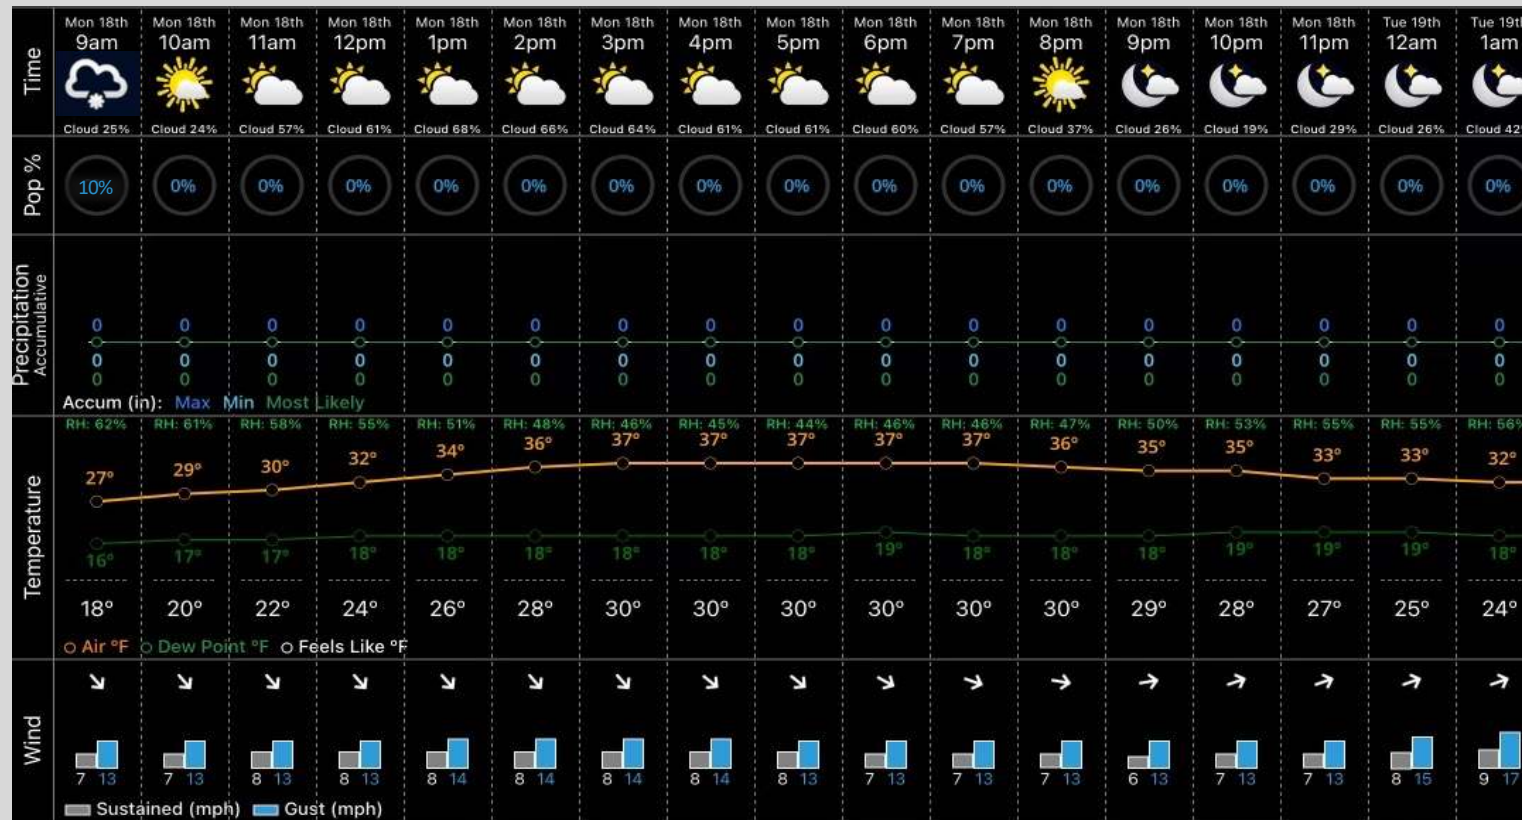 Time
Mon 18th Mon 18th Mon 18th Mon 18th Mon 18th Mon 18th Mon 18th Mon 18th Mon 18th Mon 18th Mon 18th Mon 18th Mon 18th Mon 18th Mon 18th Tue 19th Tue 19th
9am 10am 11am 12pm 1pm 2pm 3pm 4pm 5pm 6pm 7pm 8pm 9pm 10pm 11pm 12am 1am
Cloud 25% Cloud 24% Cloud 57% Cloud 61% Cloud 68% Cloud 66% Cloud 64% Cloud 61% Cloud 61% Cloud 60% Cloud 57% Cloud 37% Cloud 26% Cloud 19% Cloud 29% Cloud 26% Cloud 42%
Pop %
10% 0% 0% 0% 0% 0% 0% 0% 0% 0% 0% 0% 0% 0% 0% 0% 0%
Precipitation
Accumulative
0 0 0 0 0 0 0 0 0 0 0 0 0 0 0 0 0
0 0 0 0 0 0 0 0 0 0 0 0 0 0 0 0 0
0 0 0 0 0 0 0 0 0 0 0 0 0 0 0 0 0
Accum (in): Max Min Most Likely
Temperature
RH: 62% RH: 61% RH: 58% RH: 55% RH: 51% RH: 48% RH: 46% RH: 45% RH: 44% RH: 46% RH: 46% RH: 47% RH: 50% RH: 53% RH: 55% RH: 55% RH: 56%
27° 29° 30° 32° 34° 36° 37° 37° 37° 37° 37° 36° 35° 35° 33° 33° 32°
16° 17° 17° 18° 18° 18° 18° 18° 18° 19° 18° 18° 18° 19° 19° 19° 18°
18° 20° 22° 24° 26° 28° 30° 30° 30° 30° 30° 30° 29° 28° 27° 25° 24°
Air °F Dew Point °F Feels Like °F
Wind
7 13 7 13 8 13 8 13 8 14 8 14 8 14 8 14 8 13 7 13 7 13 7 13 6 13 7 13 7 13 8 15 9 17
Sustained (mph) Gust (mph)